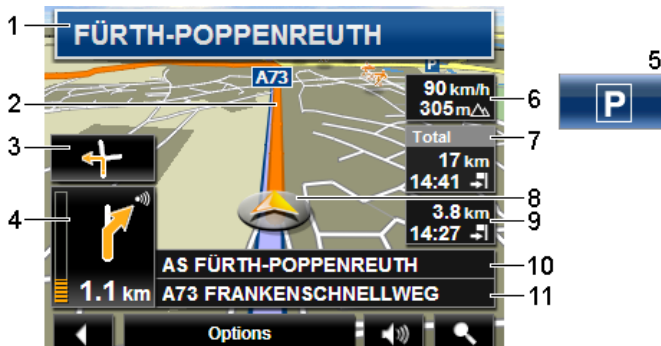 1
FÜRTH-POPPENREUTH
5
P
A73
P
2
90 km/h
305 m
6
Total
7
3
17 km
14:41
8
4
3.8 km
14:27
9
AS FÜRTH-POPPENREUTH
10
1.1 km
A73 FRANKENSCHNELLWEG
11
Options